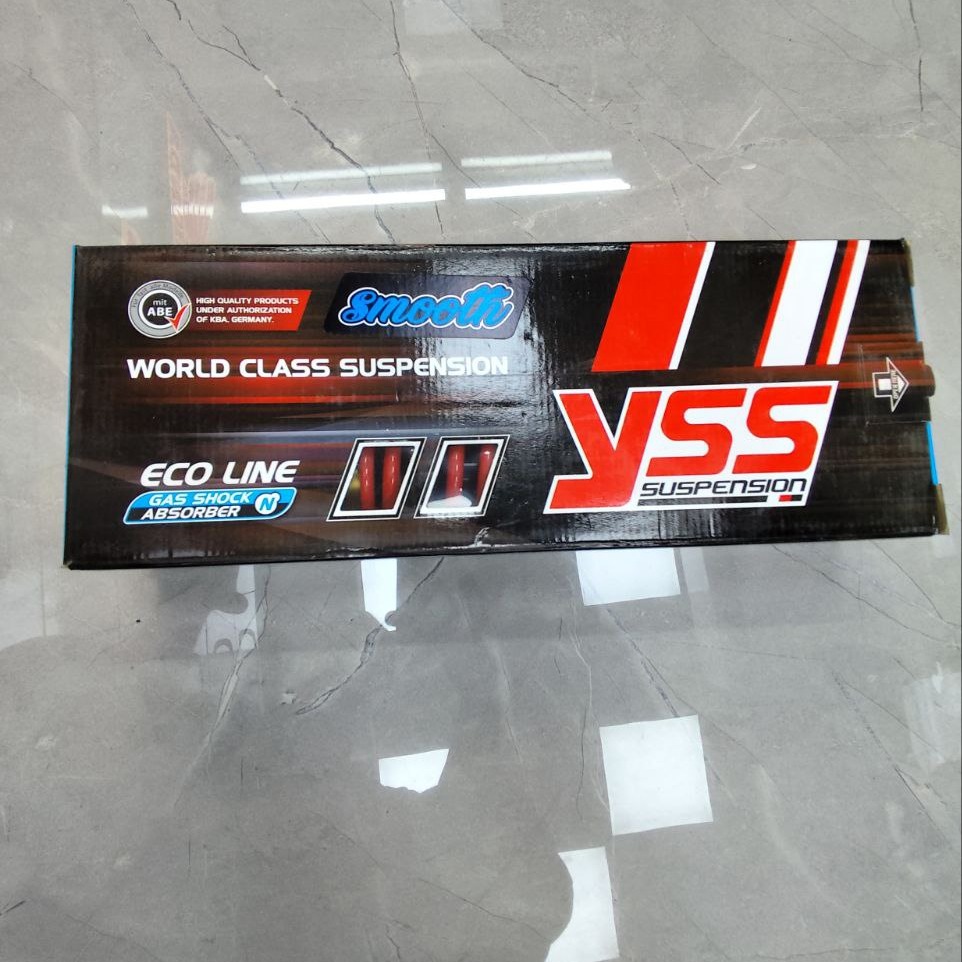 mit
ABE
HIGH QUALITY PRODUCTS
UNDER AUTHORIZATION
OF KBA, GERMANY.
smooth
WORLD CLASS SUSPENSION
ECO LINE
GAS SHOCK
ABSORBER N
YSS
SUSPENSION